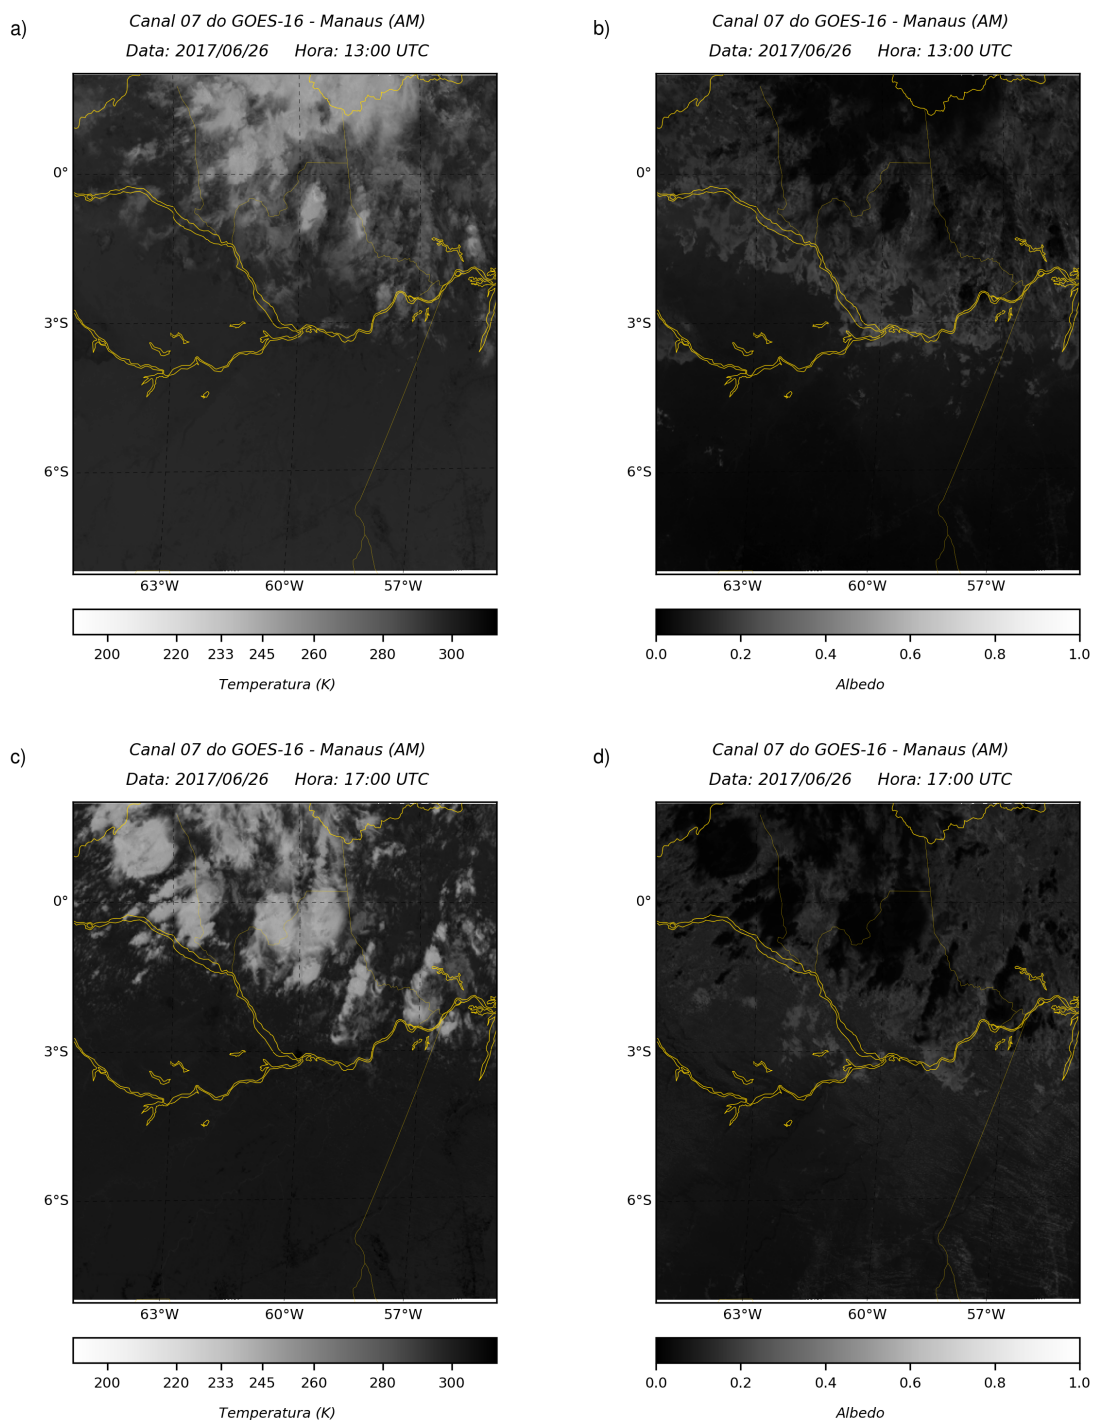 a)
Canal 07 do GOES-16 - Manaus (AM)
Data: 2017/06/26 Hora: 13:00 UTC
0°
3°S
6°S
63°W 60°W 57°W
200 220 233 245 260 280 300
Temperatura (K)
b)
Canal 07 do GOES-16 - Manaus (AM)
Data: 2017/06/26 Hora: 13:00 UTC
0°
3°S
6°S
63°W 60°W 57°W
0.0 0.2 0.4 0.6 0.8 1.0
Albedo
c)
Canal 07 do GOES-16 - Manaus (AM)
Data: 2017/06/26 Hora: 17:00 UTC
0°
3°S
6°S
63°W 60°W 57°W
200 220 233 245 260 280 300
Temperatura (K)
d)
Canal 07 do GOES-16 - Manaus (AM)
Data: 2017/06/26 Hora: 17:00 UTC
0°
3°S
6°S
63°W 60°W 57°W
0.0 0.2 0.4 0.6 0.8 1.0
Albedo